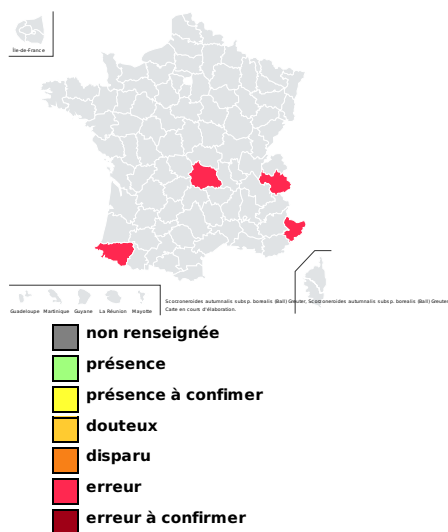 Île-de-France
Guadeloupe Martinique Guyane La Réunion Mayotte
Scorzoneroides autumnalis subsp. borealis (Ball) Greuter, Scorzoneroides autumnalis subsp. borealis (Ball) Greuter
Carte en cours d'élaboration.
non renseignée
présence
présence à confimer
douteux
disparu
erreur
erreur à confirmer